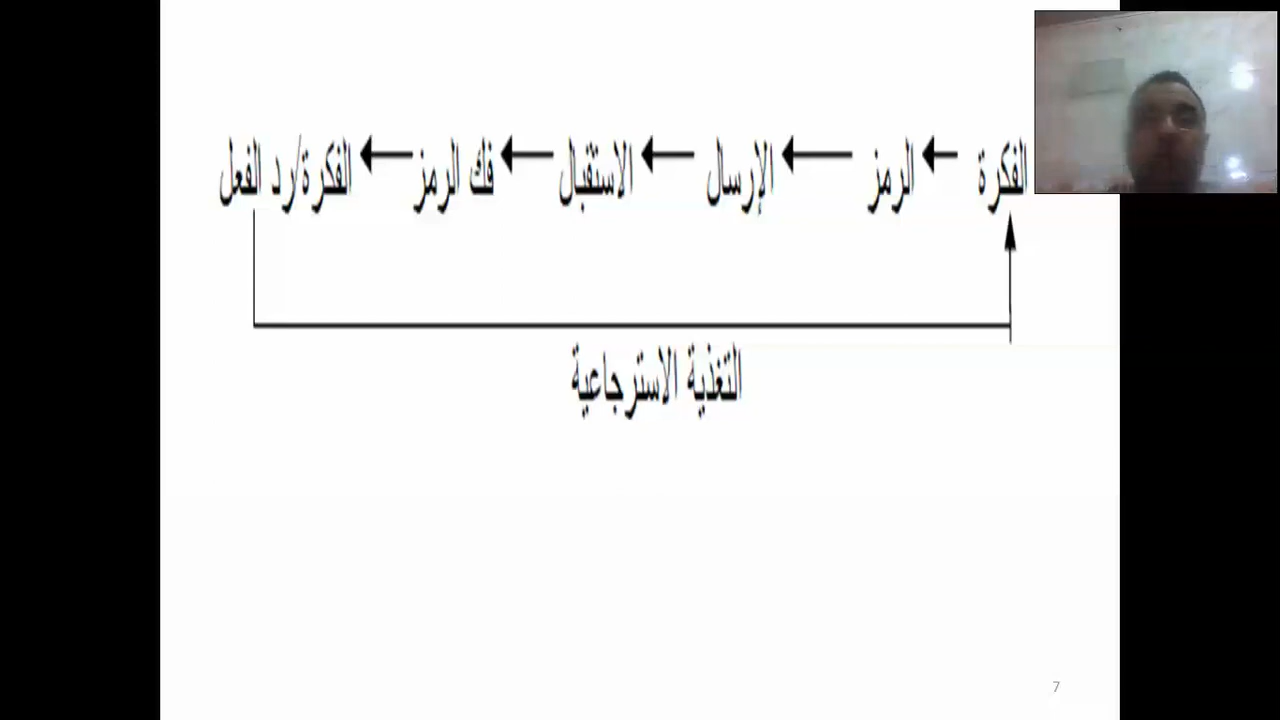 الفكرة ← الرمز ← الإرسال ← الاستقبال ← فك الرمز ← الفكرة/رد الفعل
التغذية الاسترجاعية
7